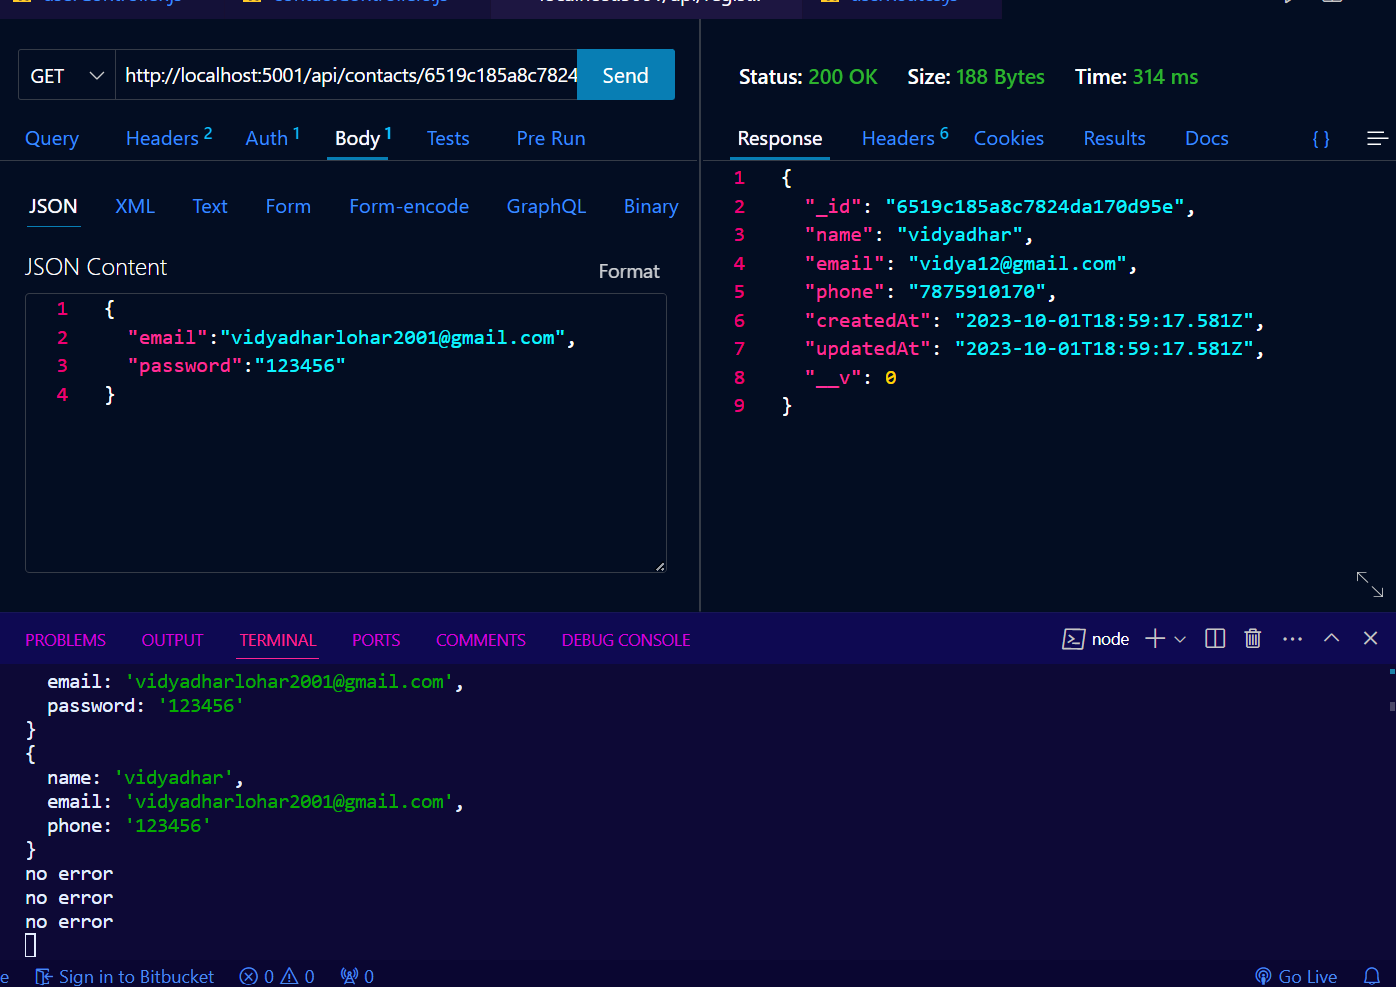 GET
http://localhost:5001/api/contacts/6519c185a8c7824
Send
Status: 200 OK Size: 188 Bytes Time: 314 ms
Query Headers 2 Auth 1 Body 1 Tests Pre Run
Response Headers 6 Cookies Results Docs { }
JSON XML Text Form Form-encode GraphQL Binary
JSON Content
Format
1 {
2 "email":"vidyadharlohar2001@gmail.com",
3 "password":"123456"
4 }
1 {
2 "_id": "6519c185a8c7824da170d95e",
3 "name": "vidyadhar",
4 "email": "vidya12@gmail.com",
5 "phone": "7875910170",
6 "createdAt": "2023-10-01T18:59:17.581Z",
7 "updatedAt": "2023-10-01T18:59:17.581Z",
8 "__v": 0
9 }
PROBLEMS OUTPUT TERMINAL PORTS COMMENTS DEBUG CONSOLE
node
email: 'vidyadharlohar2001@gmail.com',
password: '123456'
}
{
name: 'vidyadhar',
email: 'vidyadharlohar2001@gmail.com',
phone: '123456'
}
no error
no error
no error
e Sign in to Bitbucket 0 0 0 Go Live